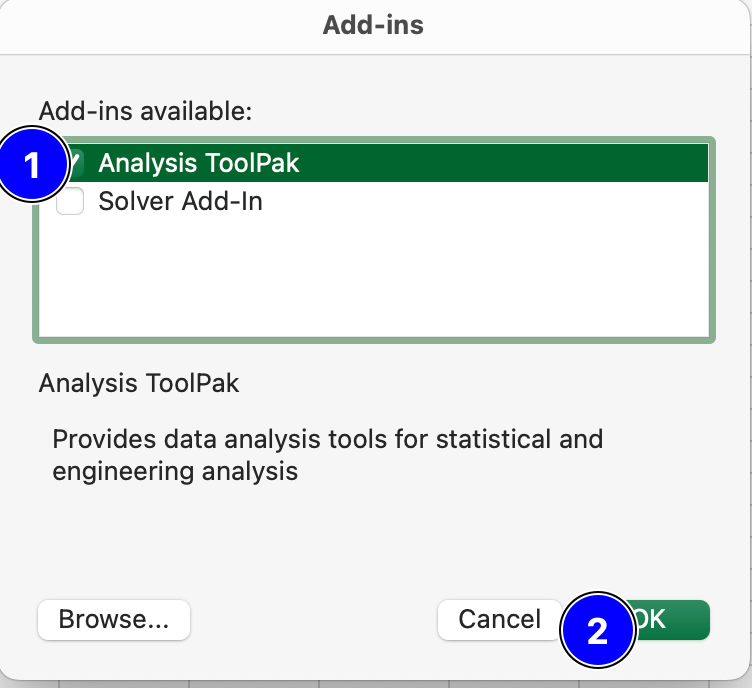 Add-ins
Add-ins available:
1
Analysis ToolPak
Solver Add-In
Analysis ToolPak
Provides data analysis tools for statistical and
engineering analysis
Browse...
Cancel
2
OK